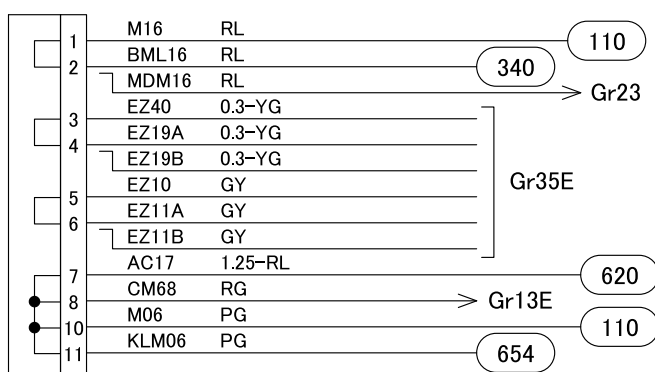 M16 RL
1 110
BML16 RL
2 340
MDM16 RL
Gr23
EZ40 0.3-YG
3
EZ19A 0.3-YG
4
EZ19B 0.3-YG
Gr35E
EZ10 GY
5
EZ11A GY
6
EZ11B GY
AC17 1.25-RL
7 620
CM68 RG
8 Gr13E
M06 PG
10 110
KLM06 PG
11 654